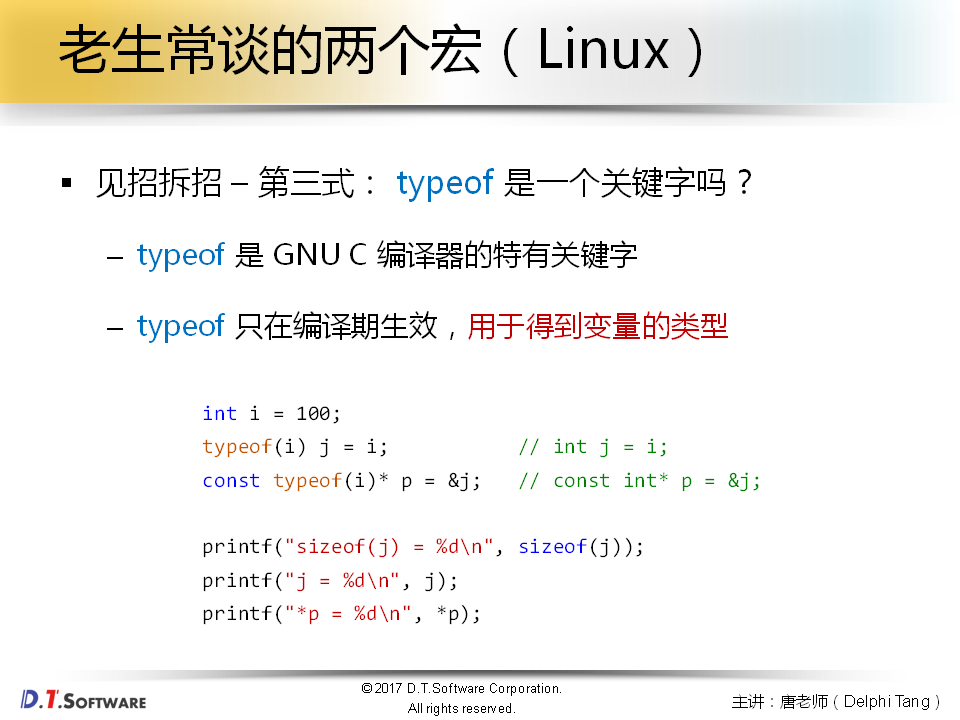 老生常谈的两个宏（Linux）
▪ 见招拆招 – 第三式： typeof 是一个关键字吗？
– typeof 是 GNU C 编译器的特有关键字
– typeof 只在编译期生效，用于得到变量的类型
int i = 100;
typeof(i) j = i; // int j = i;
const typeof(i)* p = &j; // const int* p = &j;
printf("sizeof(j) = %d\n", sizeof(j));
printf("j = %d\n", j);
printf("*p = %d\n", *p);
D.T.SOFTWARE
©2017 D.T.Software Corporation.
All rights reserved.
主讲：唐老师（Delphi Tang）